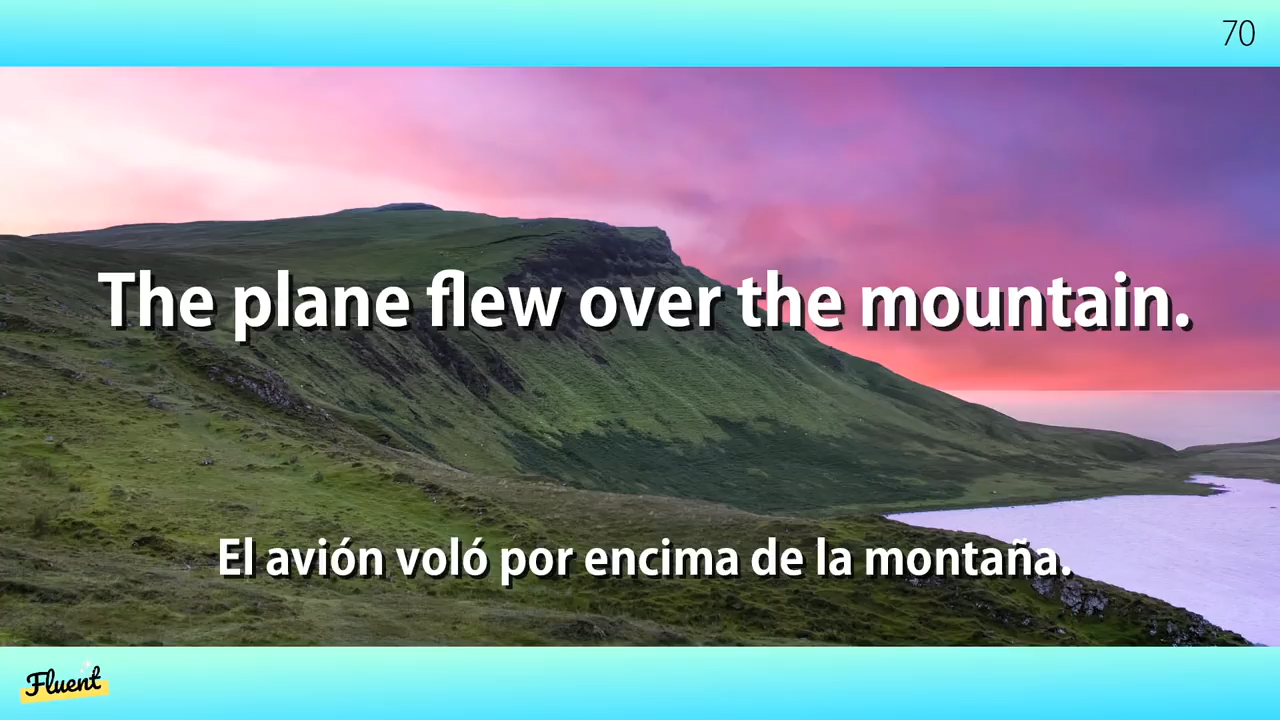 70
The plane flew over the mountain.
El avión voló por encima de la montaña.
Fluent